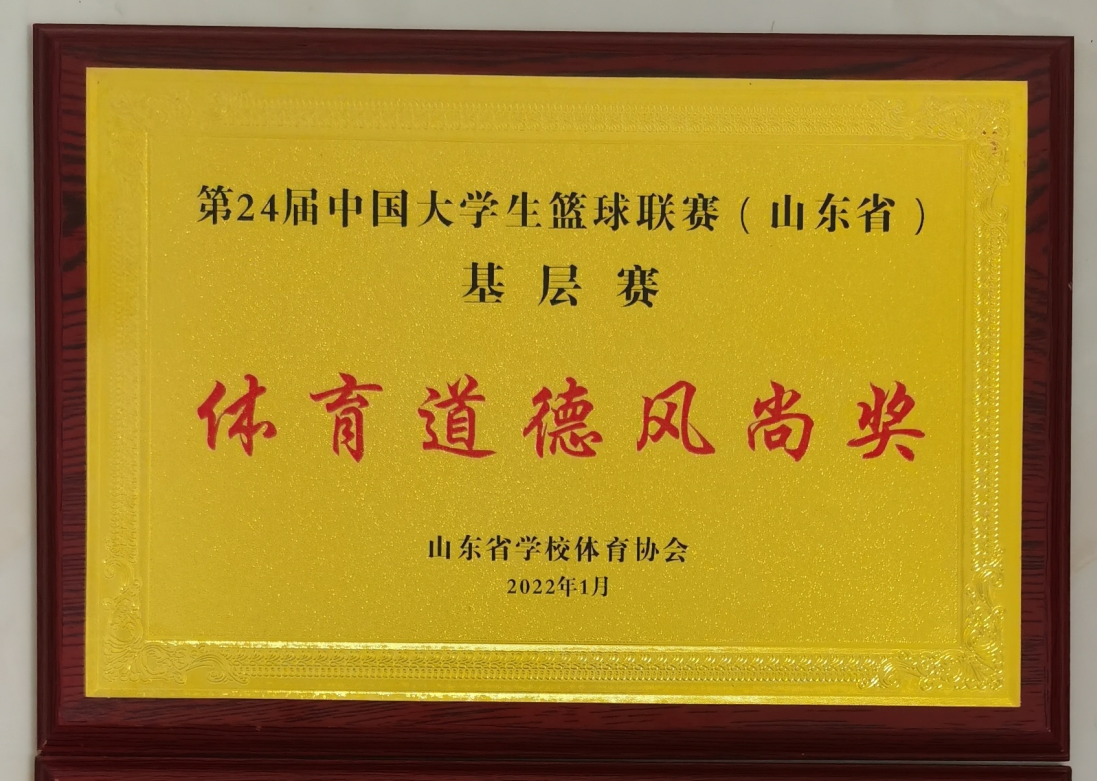 第24届中国大学生篮球联赛（山东省）
基层赛
体育道德风尚奖
山东省学校体育协会
2022年1月